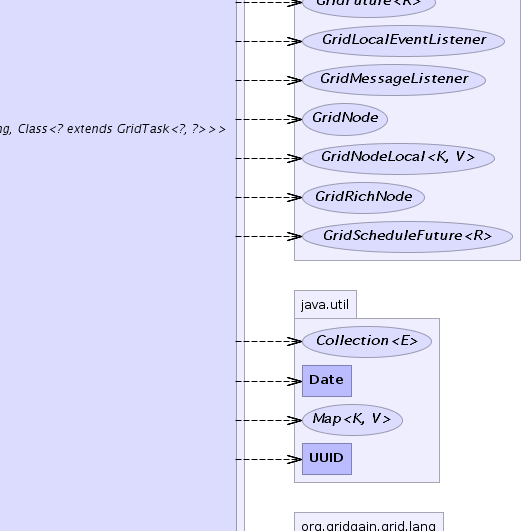 GridFuture<R>
GridLocalEventListener
GridMessageListener
GridNode
ng, Class<? extends GridTask<?, ?>>>
GridNodeLocal<K, V>
GridRichNode
GridScheduleFuture<R>
java.util
Collection<E>
Date
Map<K, V>
UUID
org.gridgain.grid.lang